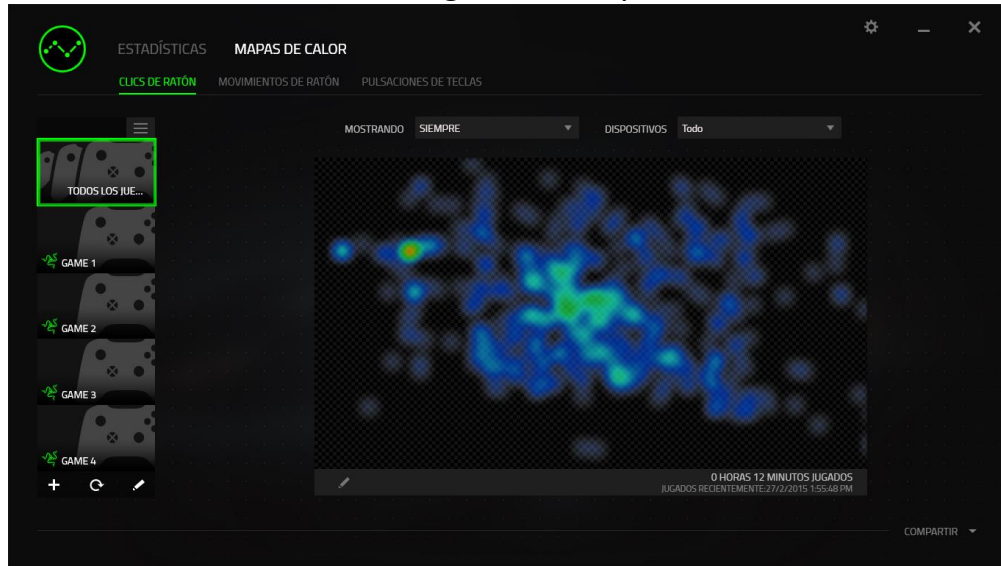 ESTADÍSTICAS MAPAS DE CALOR
CLICS DE RATÓN MOVIMIENTOS DE RATÓN PULSACIONES DE TECLAS
MOSTRANDO SIEMPRE DISPOSITIVOS Todo
TODOS LOS JUE...
GAME 1
GAME 2
GAME 3
GAME 4
0 HORAS 12 MINUTOS JUGADOS
JUGADOS RECIENTEMENTE:27/2/2015 1:55:48 PM
COMPARTIR